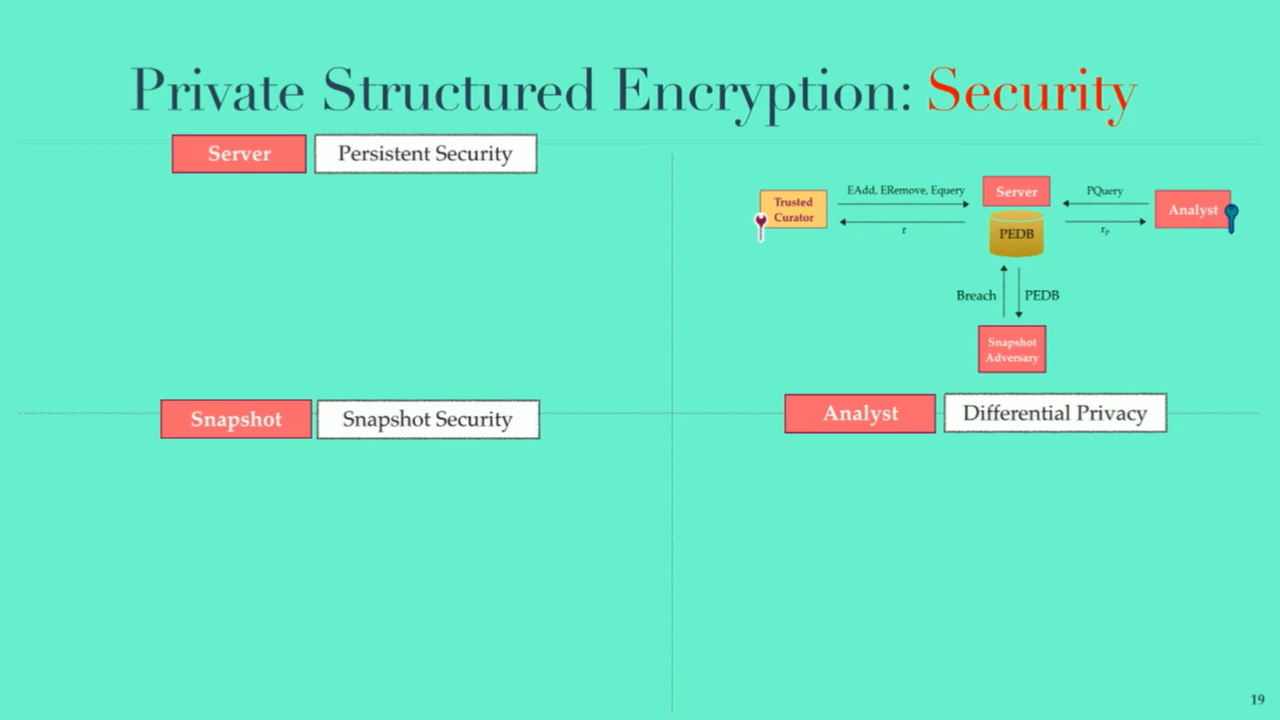 Private Structured Encryption: Security
Server
Persistent Security
Trusted
Curator
EAdd, ERemove, Equery
r
Server
PEDB
PQuery
rP
Analyst
Breach
PEDB
Snapshot
Adversary
Snapshot
Snapshot Security
Analyst
Differential Privacy
19